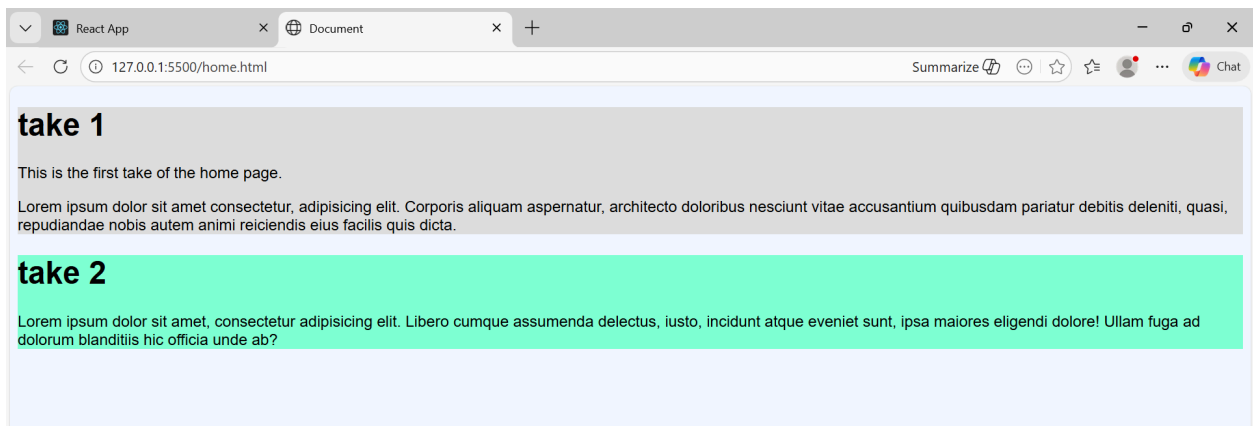 React App
Document
127.0.0.1:5500/home.html
Summarize
Chat
take 1
This is the first take of the home page.
Lorem ipsum dolor sit amet consectetur, adipisicing elit. Corporis aliquam aspernatur, architecto doloribus nesciunt vitae accusantium quibusdam pariatur debitis deleniti, quasi,
repudiandae nobis autem animi reiciendis eius facilis quis dicta.
take 2
Lorem ipsum dolor sit amet, consectetur adipisicing elit. Libero cumque assumenda delectus, iusto, incidunt atque eveniet sunt, ipsa maiores eligendi dolore! Ullam fuga ad
dolorum blanditiis hic officia unde ab?